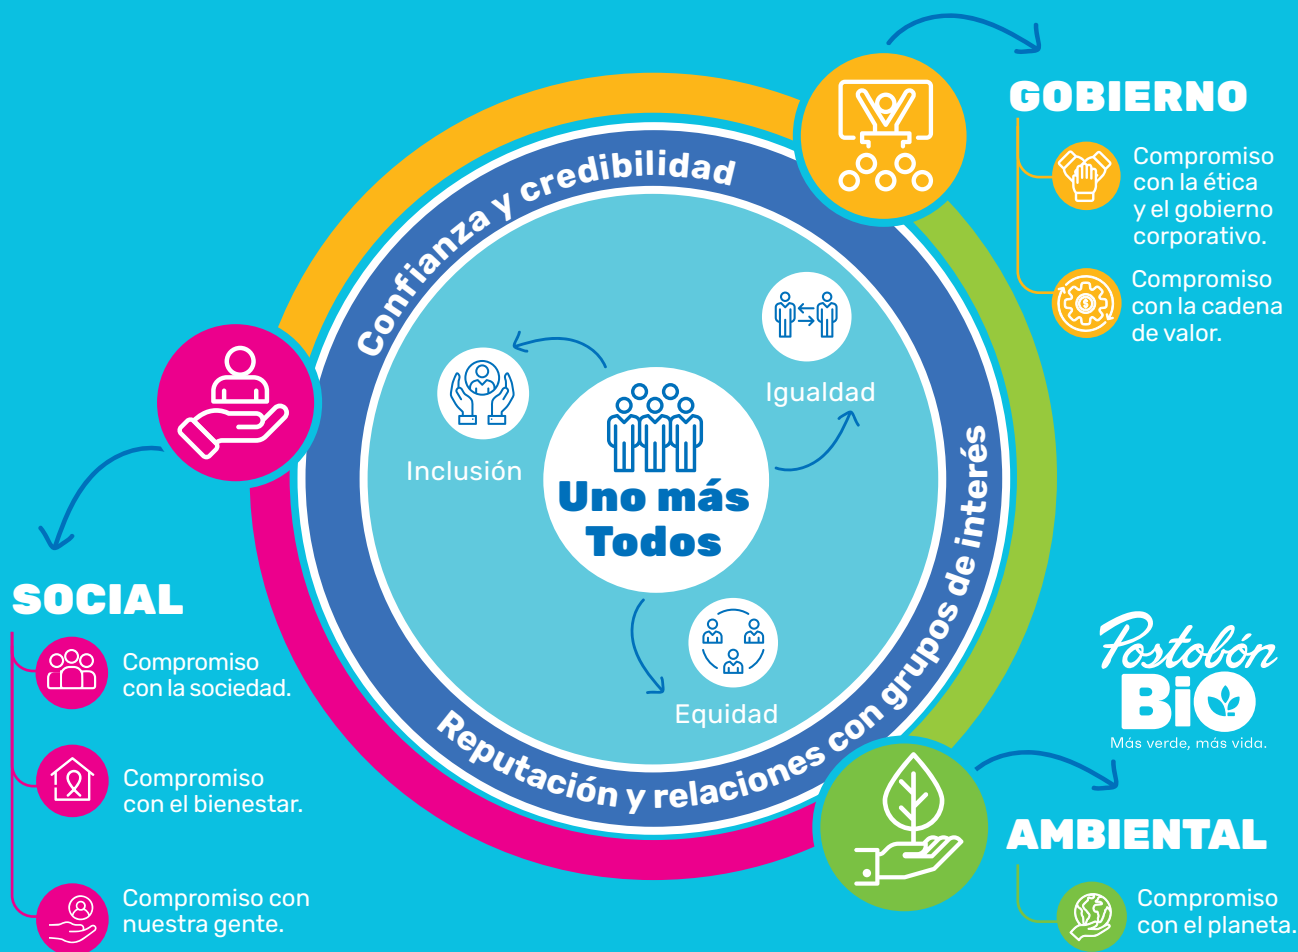 GOBIERNO
Compromiso
con la ética
y el gobierno
corporativo.
Compromiso
con la cadena
de valor.
Confianza y credibilidad
Reputación y relaciones con grupos de interés
Inclusión
Igualdad
Uno más
Todos
Equidad
SOCIAL
Compromiso
con la sociedad.
Compromiso
con el bienestar.
Compromiso con
nuestra gente.
Postobón
BiO
Más verde, más vida.
AMBIENTAL
Compromiso
con el planeta.